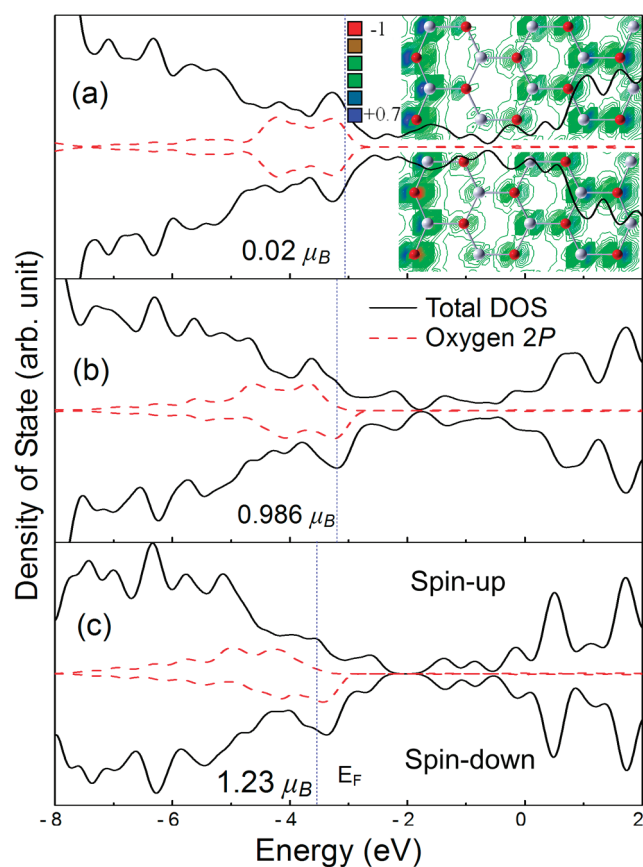 Density of State (arb. unit)
(a)
-1
+0.7
0.02 μB
(b)
Total DOS
Oxygen 2P
0.986 μB
(c)
Spin-up
Spin-down
1.23 μB
EF
- 8
- 6
- 4
- 2
0
2
Energy (eV)